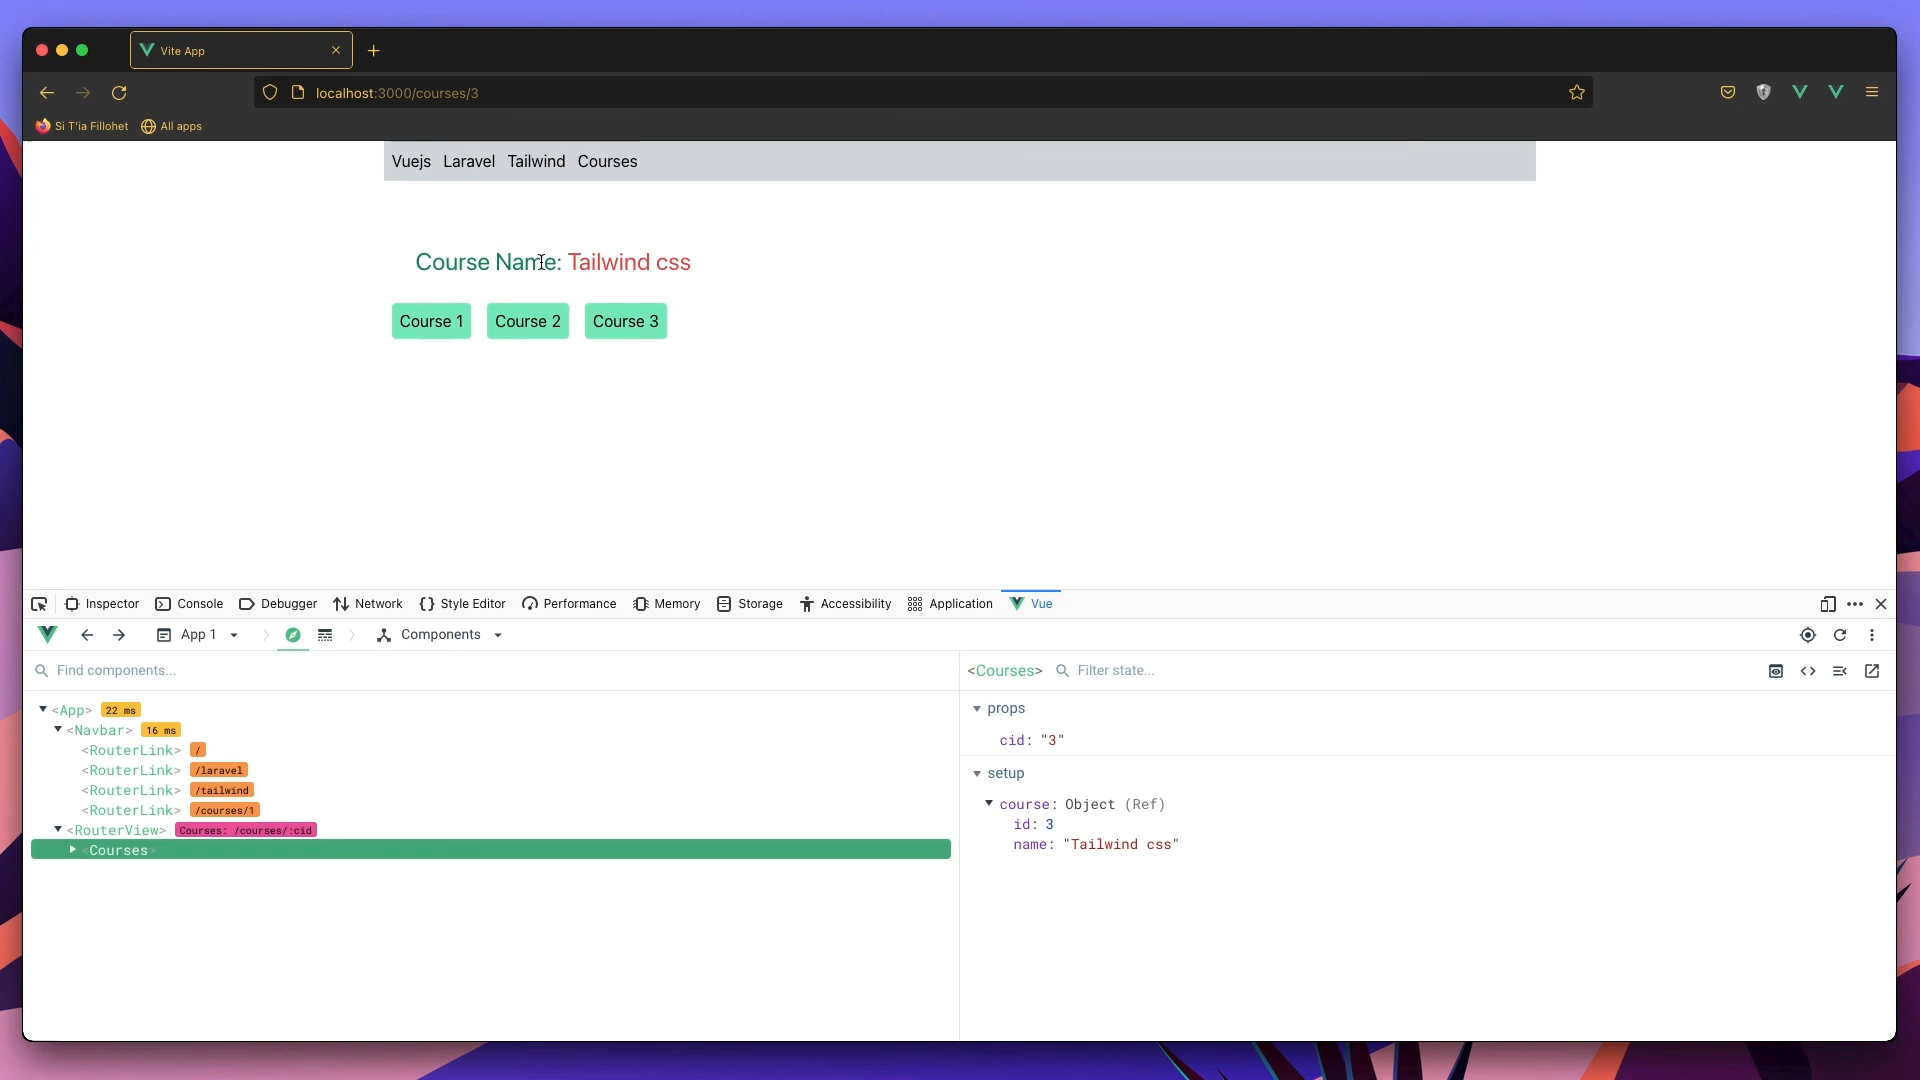 Vite App
localhost:3000/courses/3
Si T'ia Fillohet All apps
Vuejs Laravel Tailwind Courses
Course Name: Tailwind css
Course 1 Course 2 Course 3
Inspector Console Debugger Network Style Editor Performance Memory Storage Accessibility Application Vue
App 1 Components
Find components...
<Courses> Filter state...
<App> 22 ms
<Navbar> 16 ms
<RouterLink> /
<RouterLink> /laravel
<RouterLink> /tailwind
<RouterLink> /courses/1
<RouterView> Courses: /courses/:cid
<Courses>
props
cid: "3"
setup
course: Object (Ref)
id: 3
name: "Tailwind css"